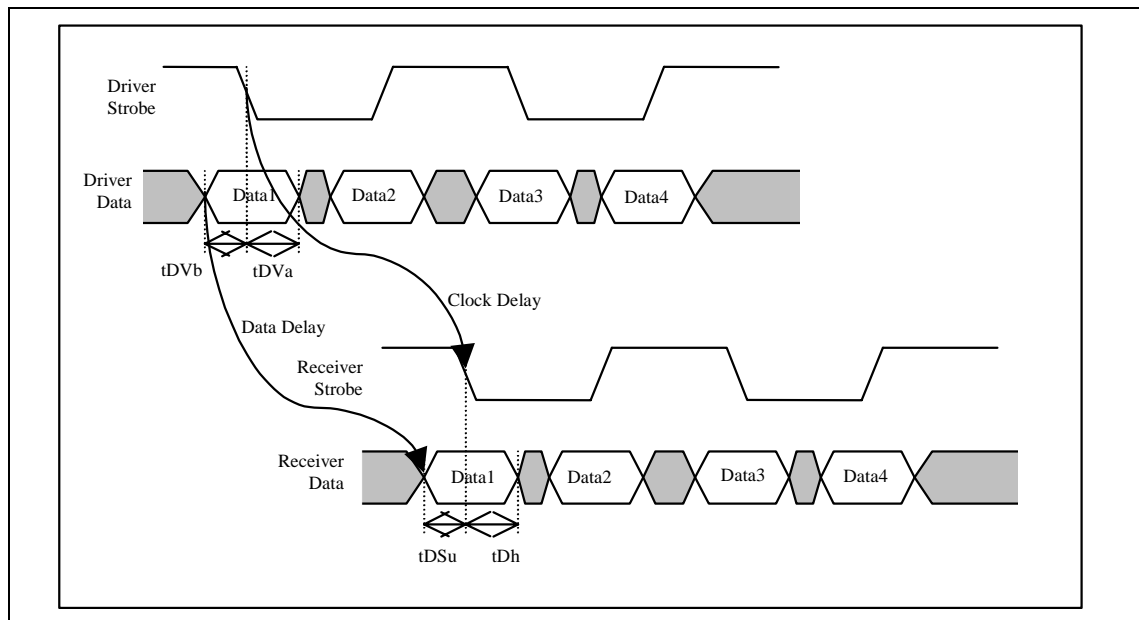 Driver
Strobe
Driver
Data
Data1
Data2
Data3
Data4
tDVb
tDVa
Clock Delay
Data Delay
Receiver
Strobe
Receiver
Data
Data1
Data2
Data3
Data4
tDSu
tDh